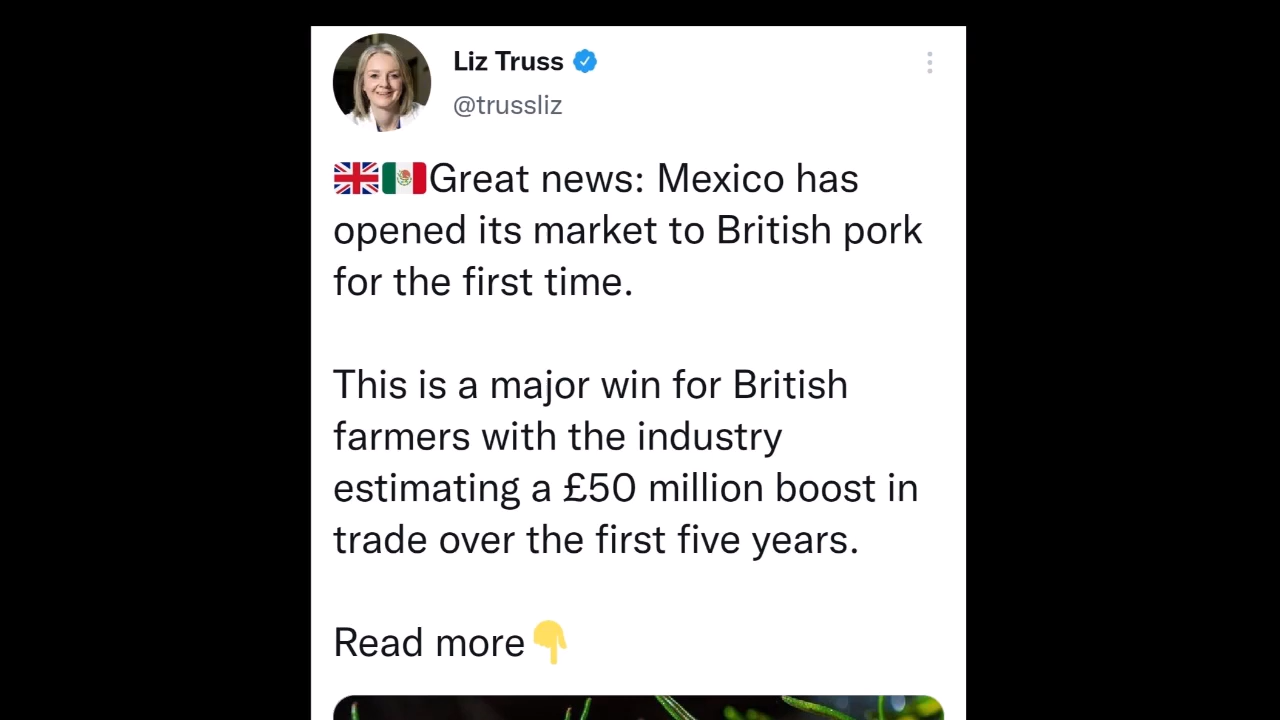 Liz Truss
@trussliz
🇬🇧🇲🇽Great news: Mexico has
opened its market to British pork
for the first time.
This is a major win for British
farmers with the industry
estimating a £50 million boost in
trade over the first five years.
Read more👇